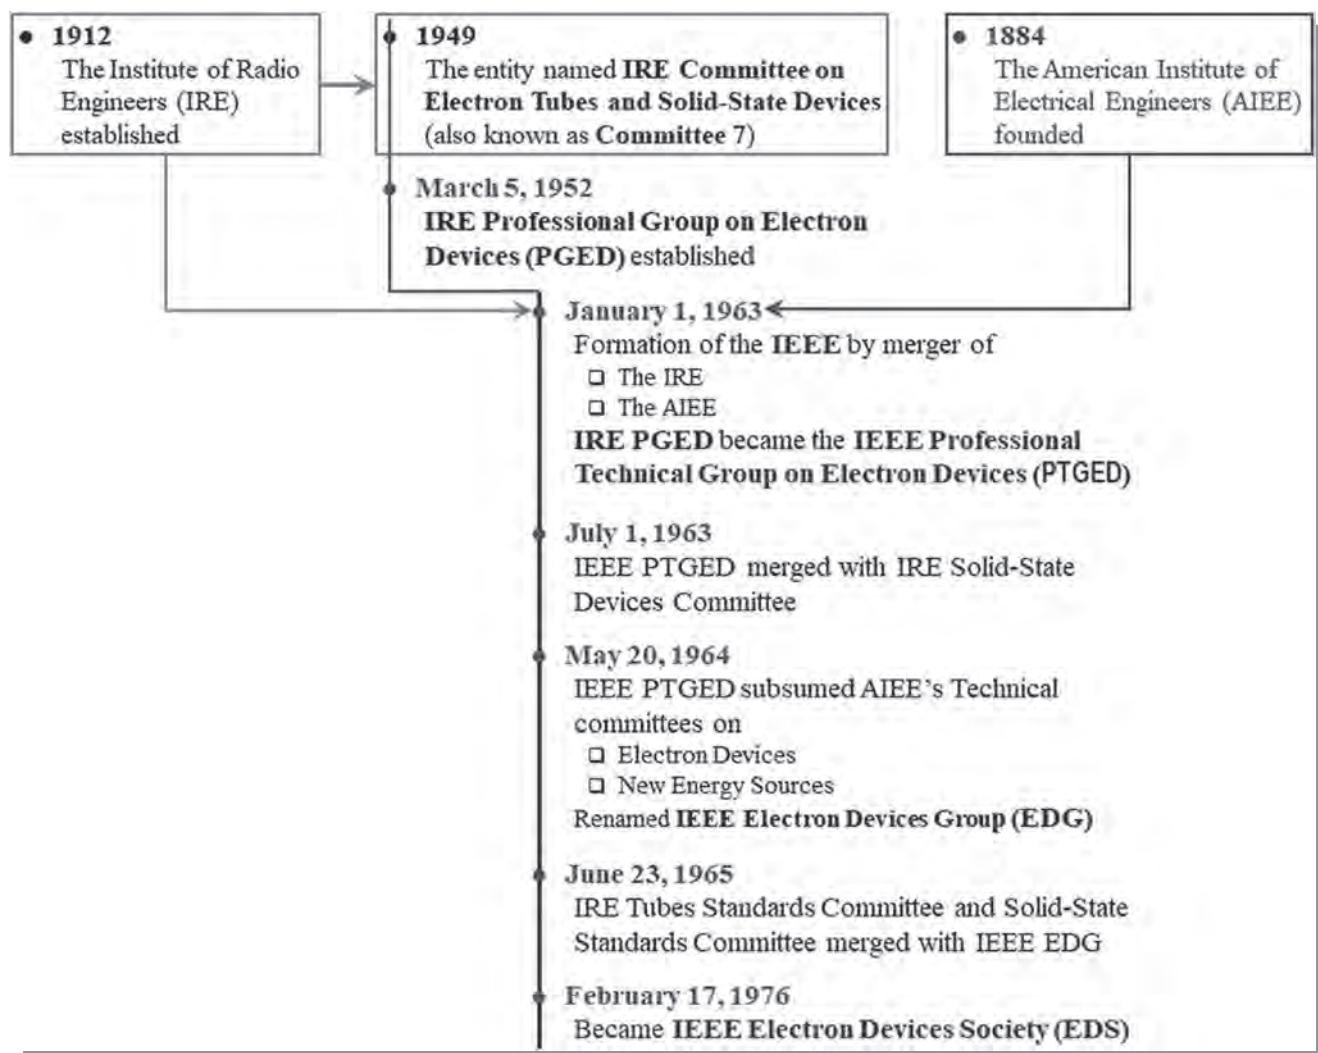 1912
The Institute of Radio
Engineers (IRE)
established
1949
The entity named IRE Committee on
Electron Tubes and Solid-State Devices
(also known as Committee 7)
1884
The American Institute of
Electrical Engineers (AIEE)
founded
March 5, 1952
IRE Professional Group on Electron
Devices (PGED) established
January 1, 1963
Formation of the IEEE by merger of
❑ The IRE
❑ The AIEE
IRE PGED became the IEEE Professional
Technical Group on Electron Devices (PTGED)
July 1, 1963
IEEE PTGED merged with IRE Solid-State
Devices Committee
May 20, 1964
IEEE PTGED subsumed AIEE's Technical
committees on
❑ Electron Devices
❑ New Energy Sources
Renamed IEEE Electron Devices Group (EDG)
June 23, 1965
IRE Tubes Standards Committee and Solid-State
Standards Committee merged with IEEE EDG
February 17, 1976
Became IEEE Electron Devices Society (EDS)